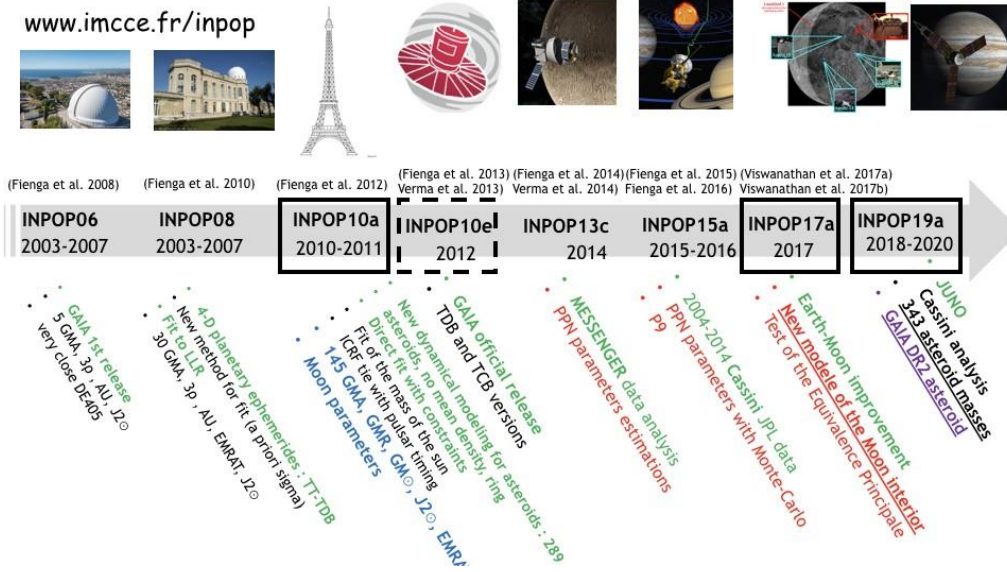 www.imcce.fr/inpop
(Fienga et al. 2008)
(Fienga et al. 2010)
(Fienga et al. 2012)
(Fienga et al. 2013)
Verma et al. 2013)
(Fienga et al. 2014)
Verma et al. 2014)
(Fienga et al. 2015)
Fienga et al. 2016)
(Viswanathan et al. 2017a)
Viswanathan et al. 2017b)
INPOP06
2003-2007
INPOP08
2003-2007
INPOP10a
2010-2011
INPOP10e
2012
INPOP13c
2014
INPOP15a
2015-2016
INPOP17a
2017
INPOP19a
2018-2020
• GAIA 1st release
• 5 GMA, 3p , AU, J2☉
• very close DE405
• 4-D planetary ephemerides : TT-TDB
• New method for fit (a priori sigma)
• Fit to LLR
• 30 GMA, 3p , AU, EMRAT, J2☉
• New dynamical modeling for asteroids : 289
asteroids, no mean density, ring
• Direct fit with constraints
• Fit of the mass of the sun
• ICRF tie with pulsar timing
• 145 GMA, GMR, GM☉, J2☉, EMRA
• Moon parameters
• GAIA official release
• TDB and TCB versions
• MESSENGER data analysis
• PPN parameters estimations
• 2004-2014 Cassini JPL data
• PPN parameters with Monte-Carlo
• P9
• Earth-Moon improvement
• New modele of the Moon interior
• Test of the Equivalence Principale
• JUNO
• Cassini analysis
• 343 asteroid masses
• GAIA DR2 asteroid